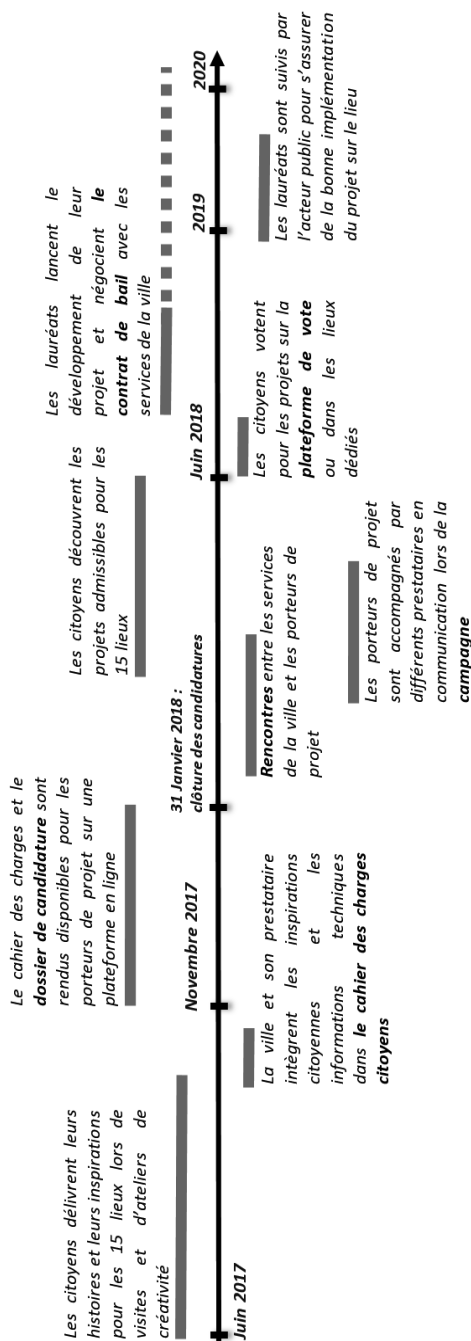 Les citoyens délivrent leurs
histoires et leurs inspirations
pour les 15 lieux lors de
visites et d'ateliers de
créativité
Le cahier des charges et le
dossier de candidature sont
rendus disponibles pour les
porteurs de projet sur une
plateforme en ligne
Les citoyens découvrent les
projets admissibles pour les
15 lieux
Les lauréats lancent le
développement de leur
projet et négocient le
contrat de bail avec les
services de la ville
Juin 2017
Novembre 2017
31 Janvier 2018 :
clôture des candidatures
Juin 2018
2019
2020
La ville et son prestataire
intègrent les inspirations
citoyennes et les
informations techniques
dans le cahier des charges
citoyens
Rencontres entre les services
de la ville et les porteurs de
projet
Les porteurs de projet
sont accompagnés par
différents prestataires en
communication lors de la
campagne
Les citoyens votent
pour les projets sur la
plateforme de vote
ou dans les lieux
dédiés
Les lauréats sont suivis par
l'acteur public pour s'assurer
de la bonne implémentation
du projet sur le lieu